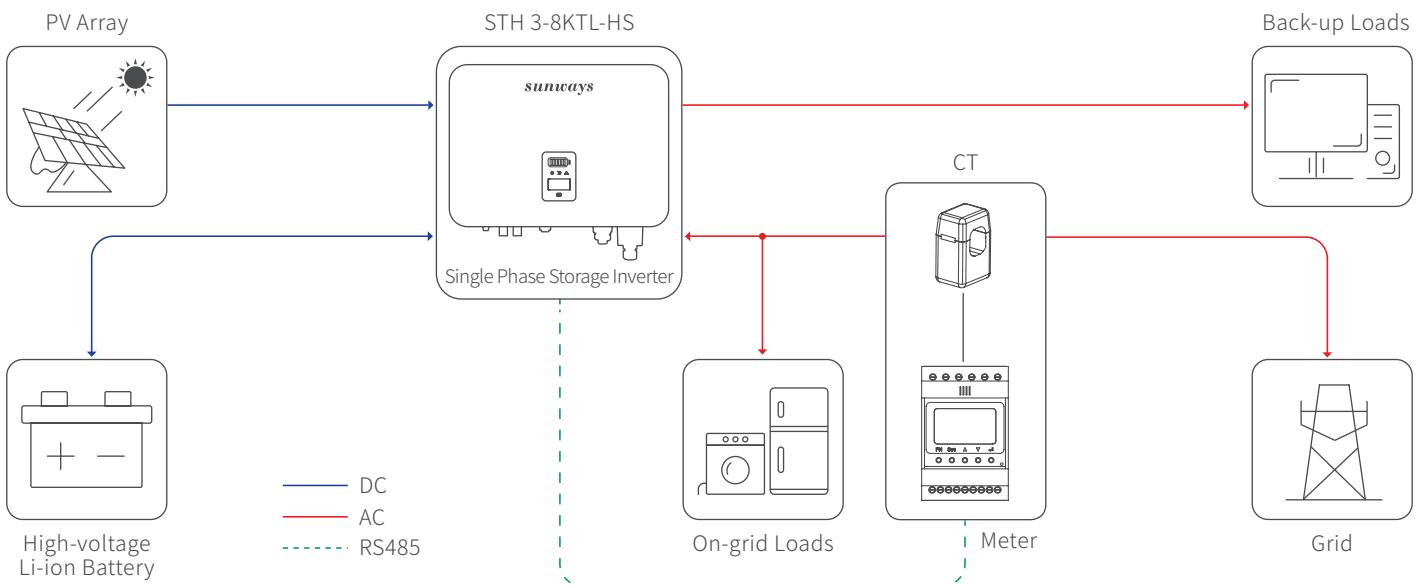 PV Array
STH 3-8KTL-HS
Back-up Loads
sunways
CT
Single Phase Storage Inverter
DC
AC
RS485
High-voltage
Li-ion Battery
On-grid Loads
Meter
Grid